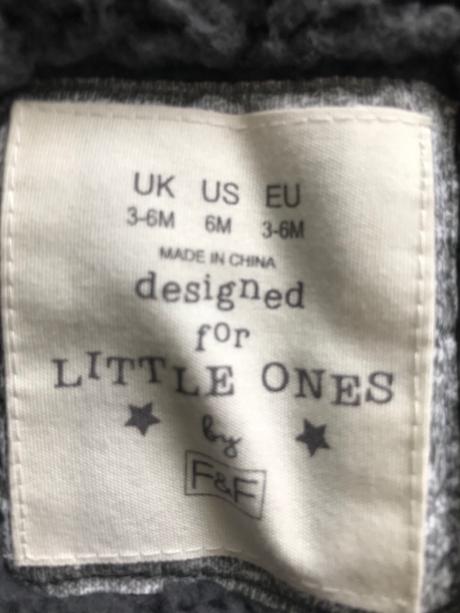 UK US EU
3-6M 6M 3-6M
MADE IN CHINA
designed
for
LITTLE ONES
by
F&F